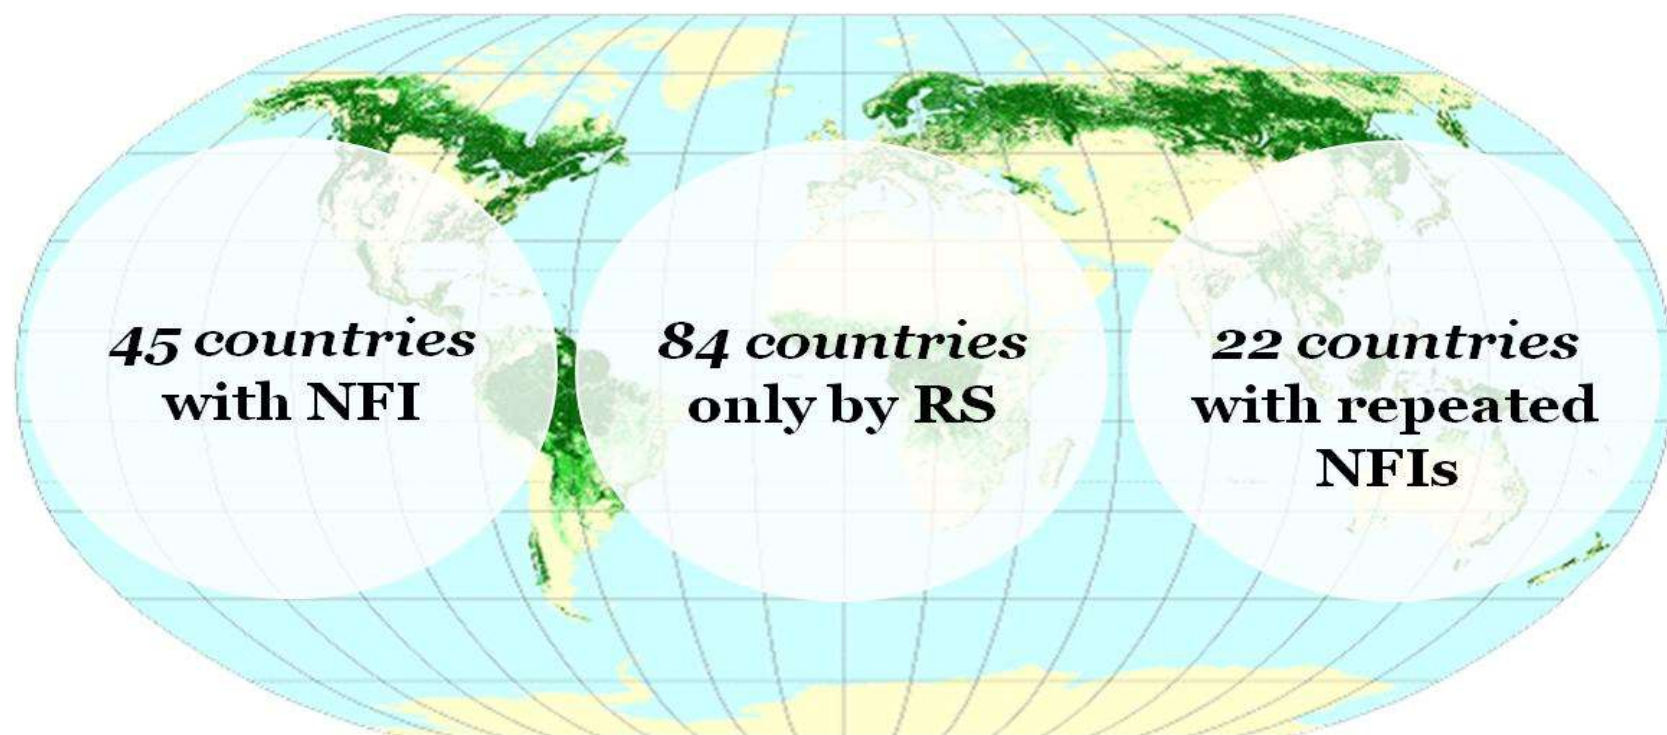 45 countries
with NFI
84 countries
only by RS
22 countries
with repeated
NFIs